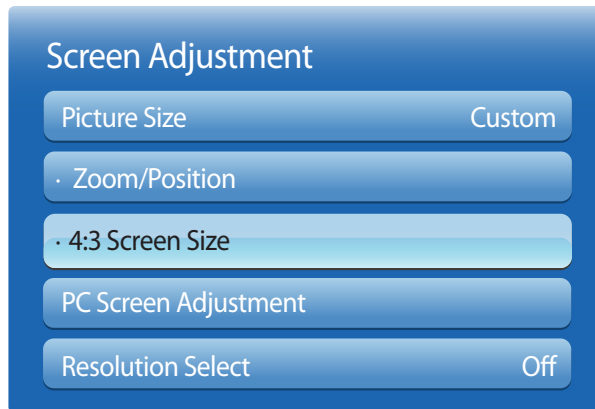 Screen Adjustment
Picture Size Custom
· Zoom/Position
· 4:3 Screen Size
PC Screen Adjustment
Resolution Select Off